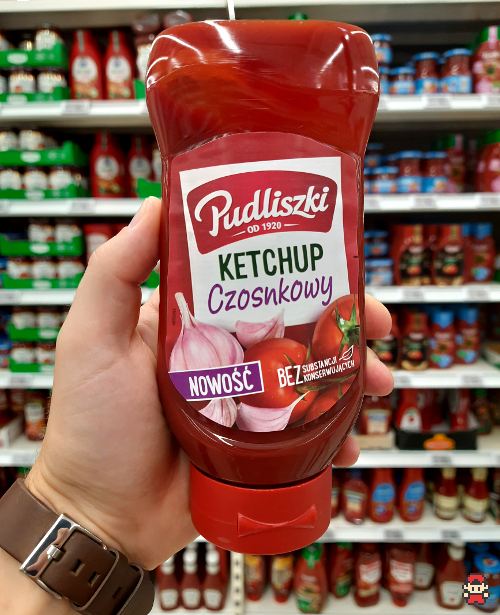 Pudliszki
OD 1920
KETCHUP
Czosnkowy
NOWOŚĆ
BEZ SUBSTANCJI
KONSERWUJĄCYCH